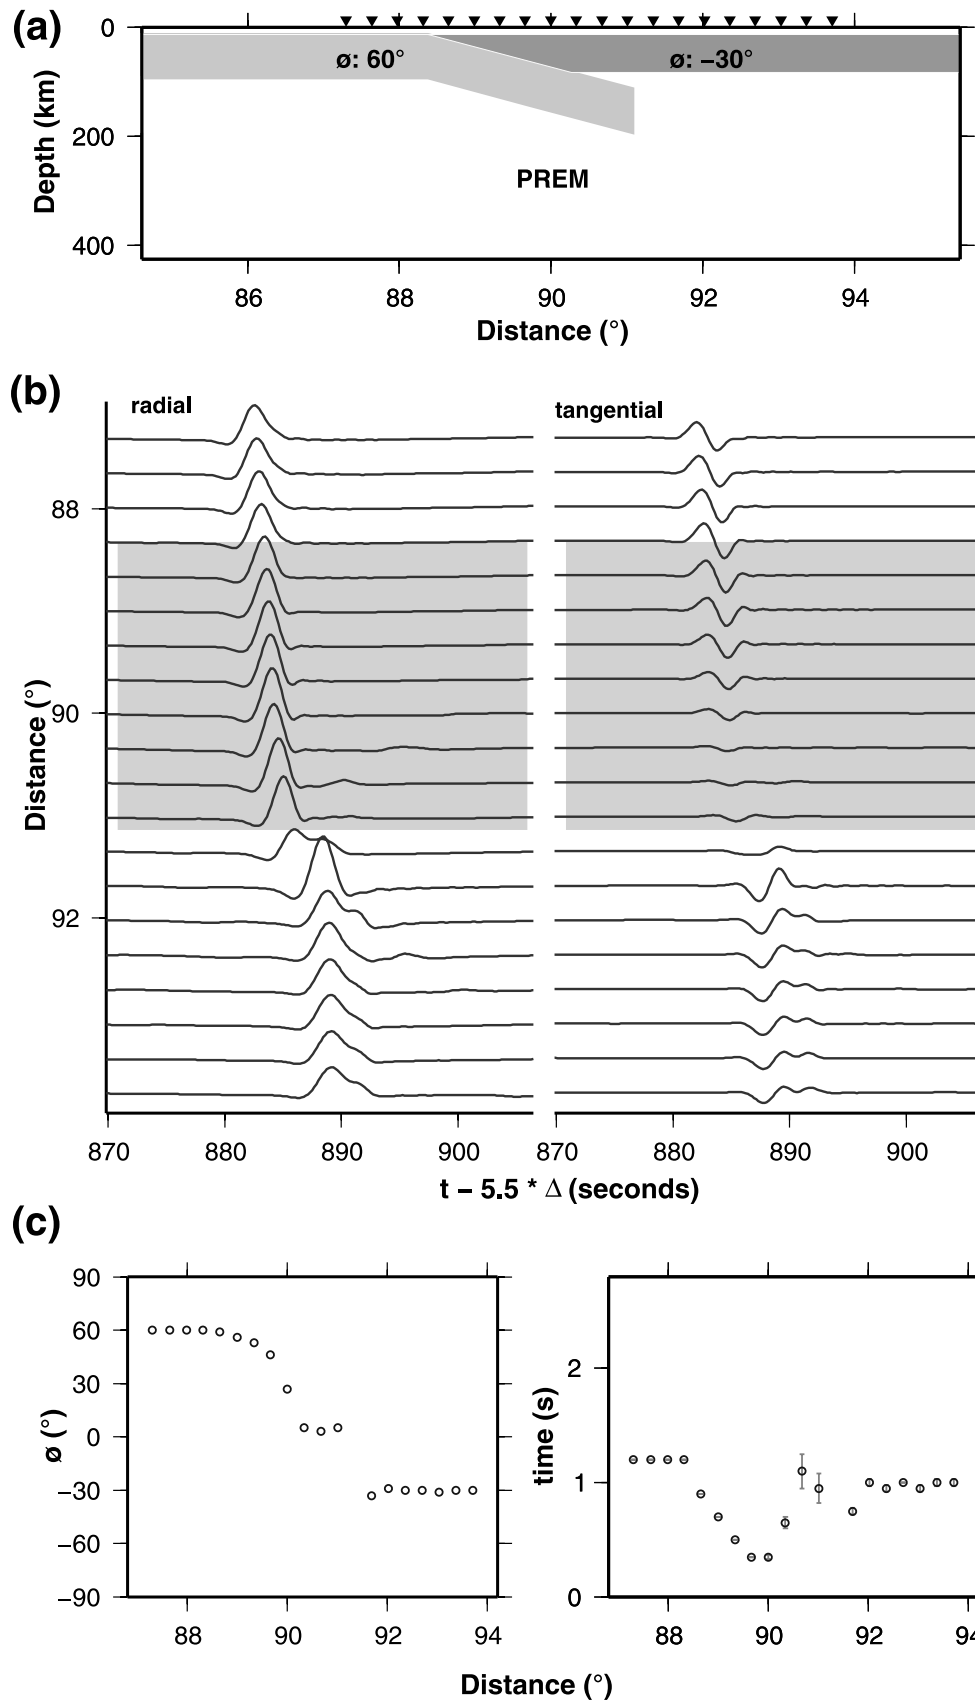 (a)
0
200
400
Depth (km)
ø: 60°
ø: −30°
PREM
86
88
90
92
94
Distance (°)
(b)
radial
tangential
88
90
92
Distance (°)
870
880
890
900
870
880
890
900
t − 5.5 * Δ (seconds)
(c)
90
60
30
0
−30
−60
−90
ø (°)
88
90
92
94
2
1
0
time (s)
88
90
92
94
Distance (°)